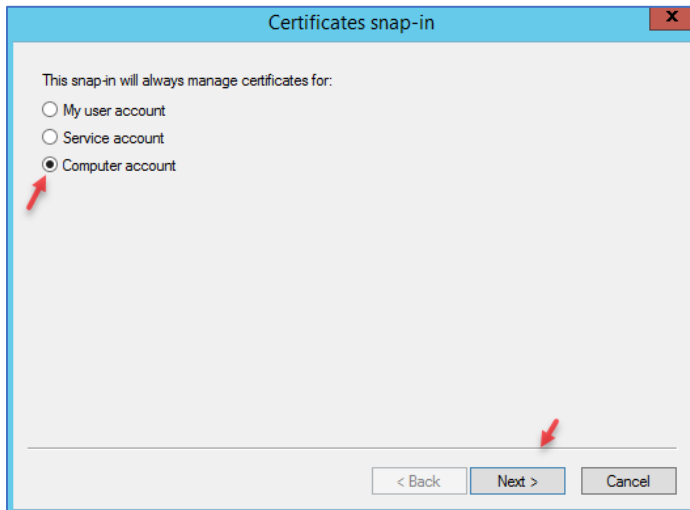 Certificates snap-in
x
This snap-in will always manage certificates for:
My user account
Service account
Computer account
< Back Next > Cancel